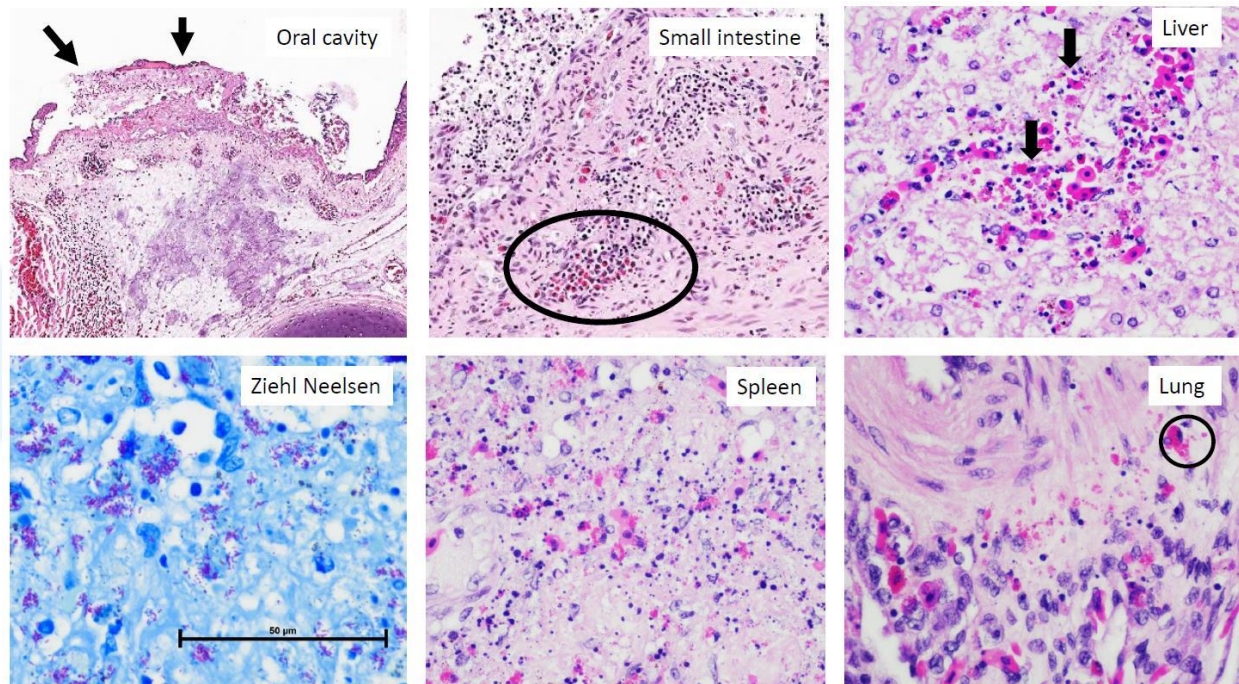 Oral cavity
Small intestine
Liver
Ziehl Neelsen
50 µm
Spleen
Lung